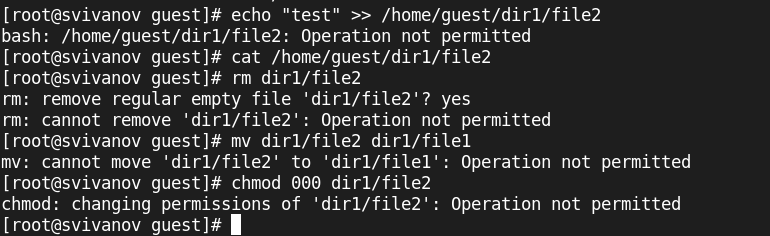 [root@svivanov guest]# echo "test" >> /home/guest/dir1/file2
bash: /home/guest/dir1/file2: Operation not permitted
[root@svivanov guest]# cat /home/guest/dir1/file2
[root@svivanov guest]# rm dir1/file2
rm: remove regular empty file 'dir1/file2'? yes
rm: cannot remove 'dir1/file2': Operation not permitted
[root@svivanov guest]# mv dir1/file2 dir1/file1
mv: cannot move 'dir1/file2' to 'dir1/file1': Operation not permitted
[root@svivanov guest]# chmod 000 dir1/file2
chmod: changing permissions of 'dir1/file2': Operation not permitted
[root@svivanov guest]#